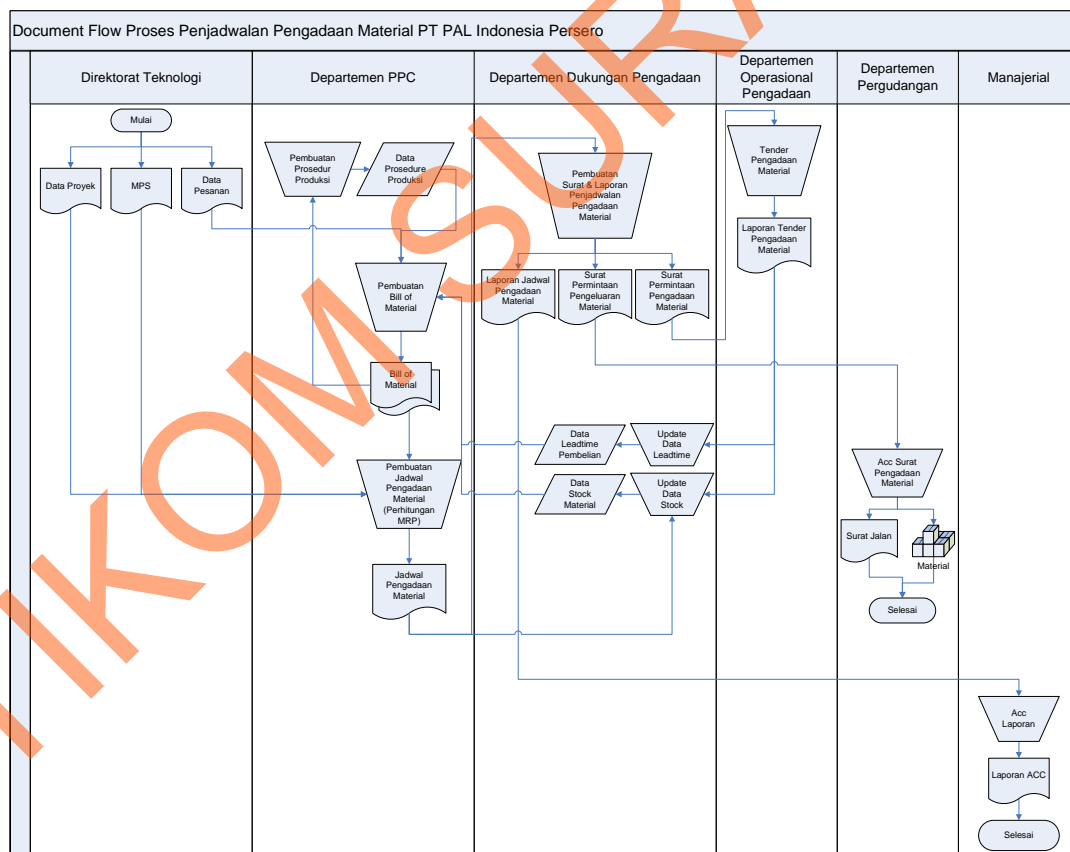 Document Flow Proses Penjadwalan Pengadaan Material PT PAL Indonesia Persero
Direktorat Teknologi
Departemen PPC
Departemen Dukungan Pengadaan
Departemen
Operasional
Pengadaan
Departemen
Pergudangan
Manajerial
Mulai
Data Proyek
MPS
Data
Pesanan
Pembuatan
Prosedur
Produksi
Data
Prosedure
Produksi
Pembuatan
Bill of
Material
Bill of
Material
Pembuatan
Jadwal
Pengadaan
Material
(Perhitungan
MRP)
Jadwal
Pengadaan
Material
Pembuatan
Surat & Laporan
Penjadwalan
Pengadaan
Material
Laporan Jadwal
Pengadaan
Material
Surat
Permintaan
Pengeluaran
Material
Surat
Permintaan
Pengadaan
Material
Data
Leadtime
Pembelian
Update
Data
Leadtime
Data
Stock
Material
Update
Data
Stock
Tender
Pengadaan
Material
Laporan Tender
Pengadaan
Material
Acc Surat
Pengadaan
Material
Surat Jalan
Material
Selesai
Acc
Laporan
Laporan ACC
Selesai
IKOM SURA